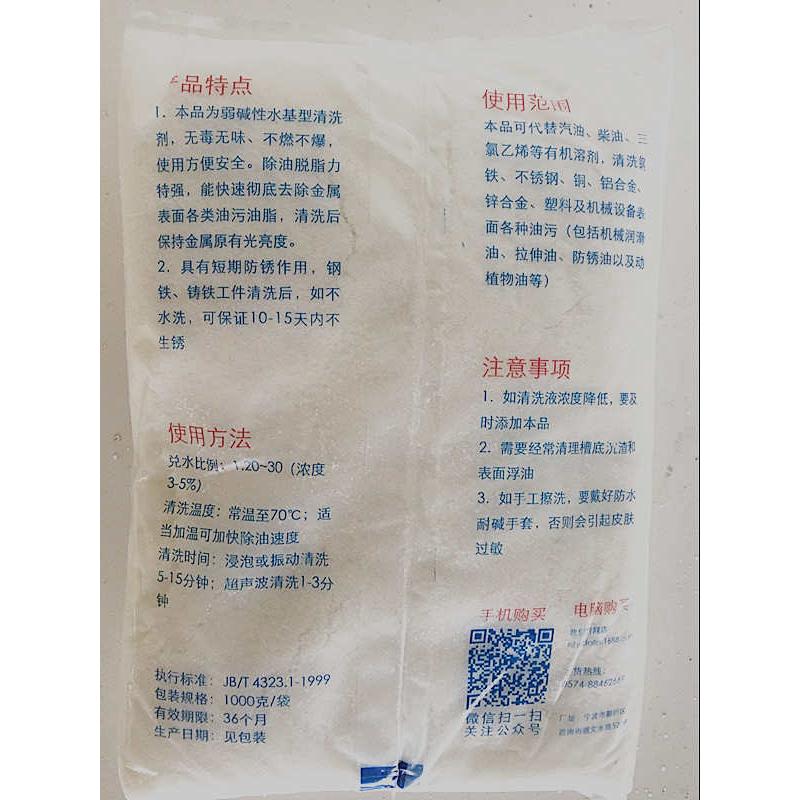 品特点
1. 本品为弱碱性水基型清洗
剂，无毒无味、不燃不爆，
使用方便安全。除油脱脂力
特强，能快速彻底去除金属
表面各类油污油脂，清洗后
保持金属原有光亮度。
2. 具有短期防锈作用，钢
铁、铸铁工件清洗后，如不
水洗，可保证10-15天内不
生锈
使用方法
兑水比例：1:20~30（浓度
3-5%）
清洗温度：常温至70℃；适
当加温可加快除油速度
清洗时间：浸泡或振动清洗
5-15分钟；超声波清洗1-3分
钟
执行标准：JB/T 4323.1-1999
包装规格：1000克/袋
有效期限：36个月
生产日期：见包装
使用范围
本品可代替汽油、柴油、三
氯乙烯等有机溶剂，清洗钢
铁、不锈钢、铜、铝合金、
锌合金、塑料及机械设备表
面各种油污（包括机械润滑
油、拉伸油、防锈油以及动
植物油等）
注意事项
1. 如清洗液浓度降低，要及
时添加本品
2. 需要经常清理槽底沉渣和
表面浮油
3. 如手工擦洗，要戴好防水
耐碱手套，否则会引起皮肤
过敏
手机购买
电脑购
微信扫一扫
关注公众号
货热线：
厂址：宁波市鄞州区